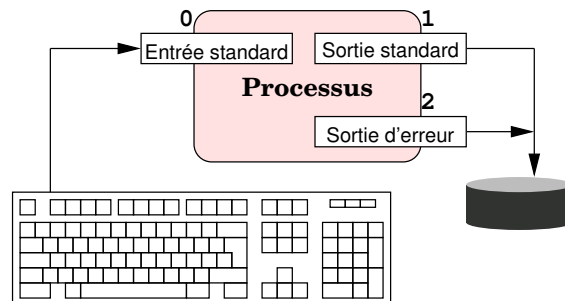 0
1
Entrée standard
Sortie standard
Processus
2
Sortie d'erreur